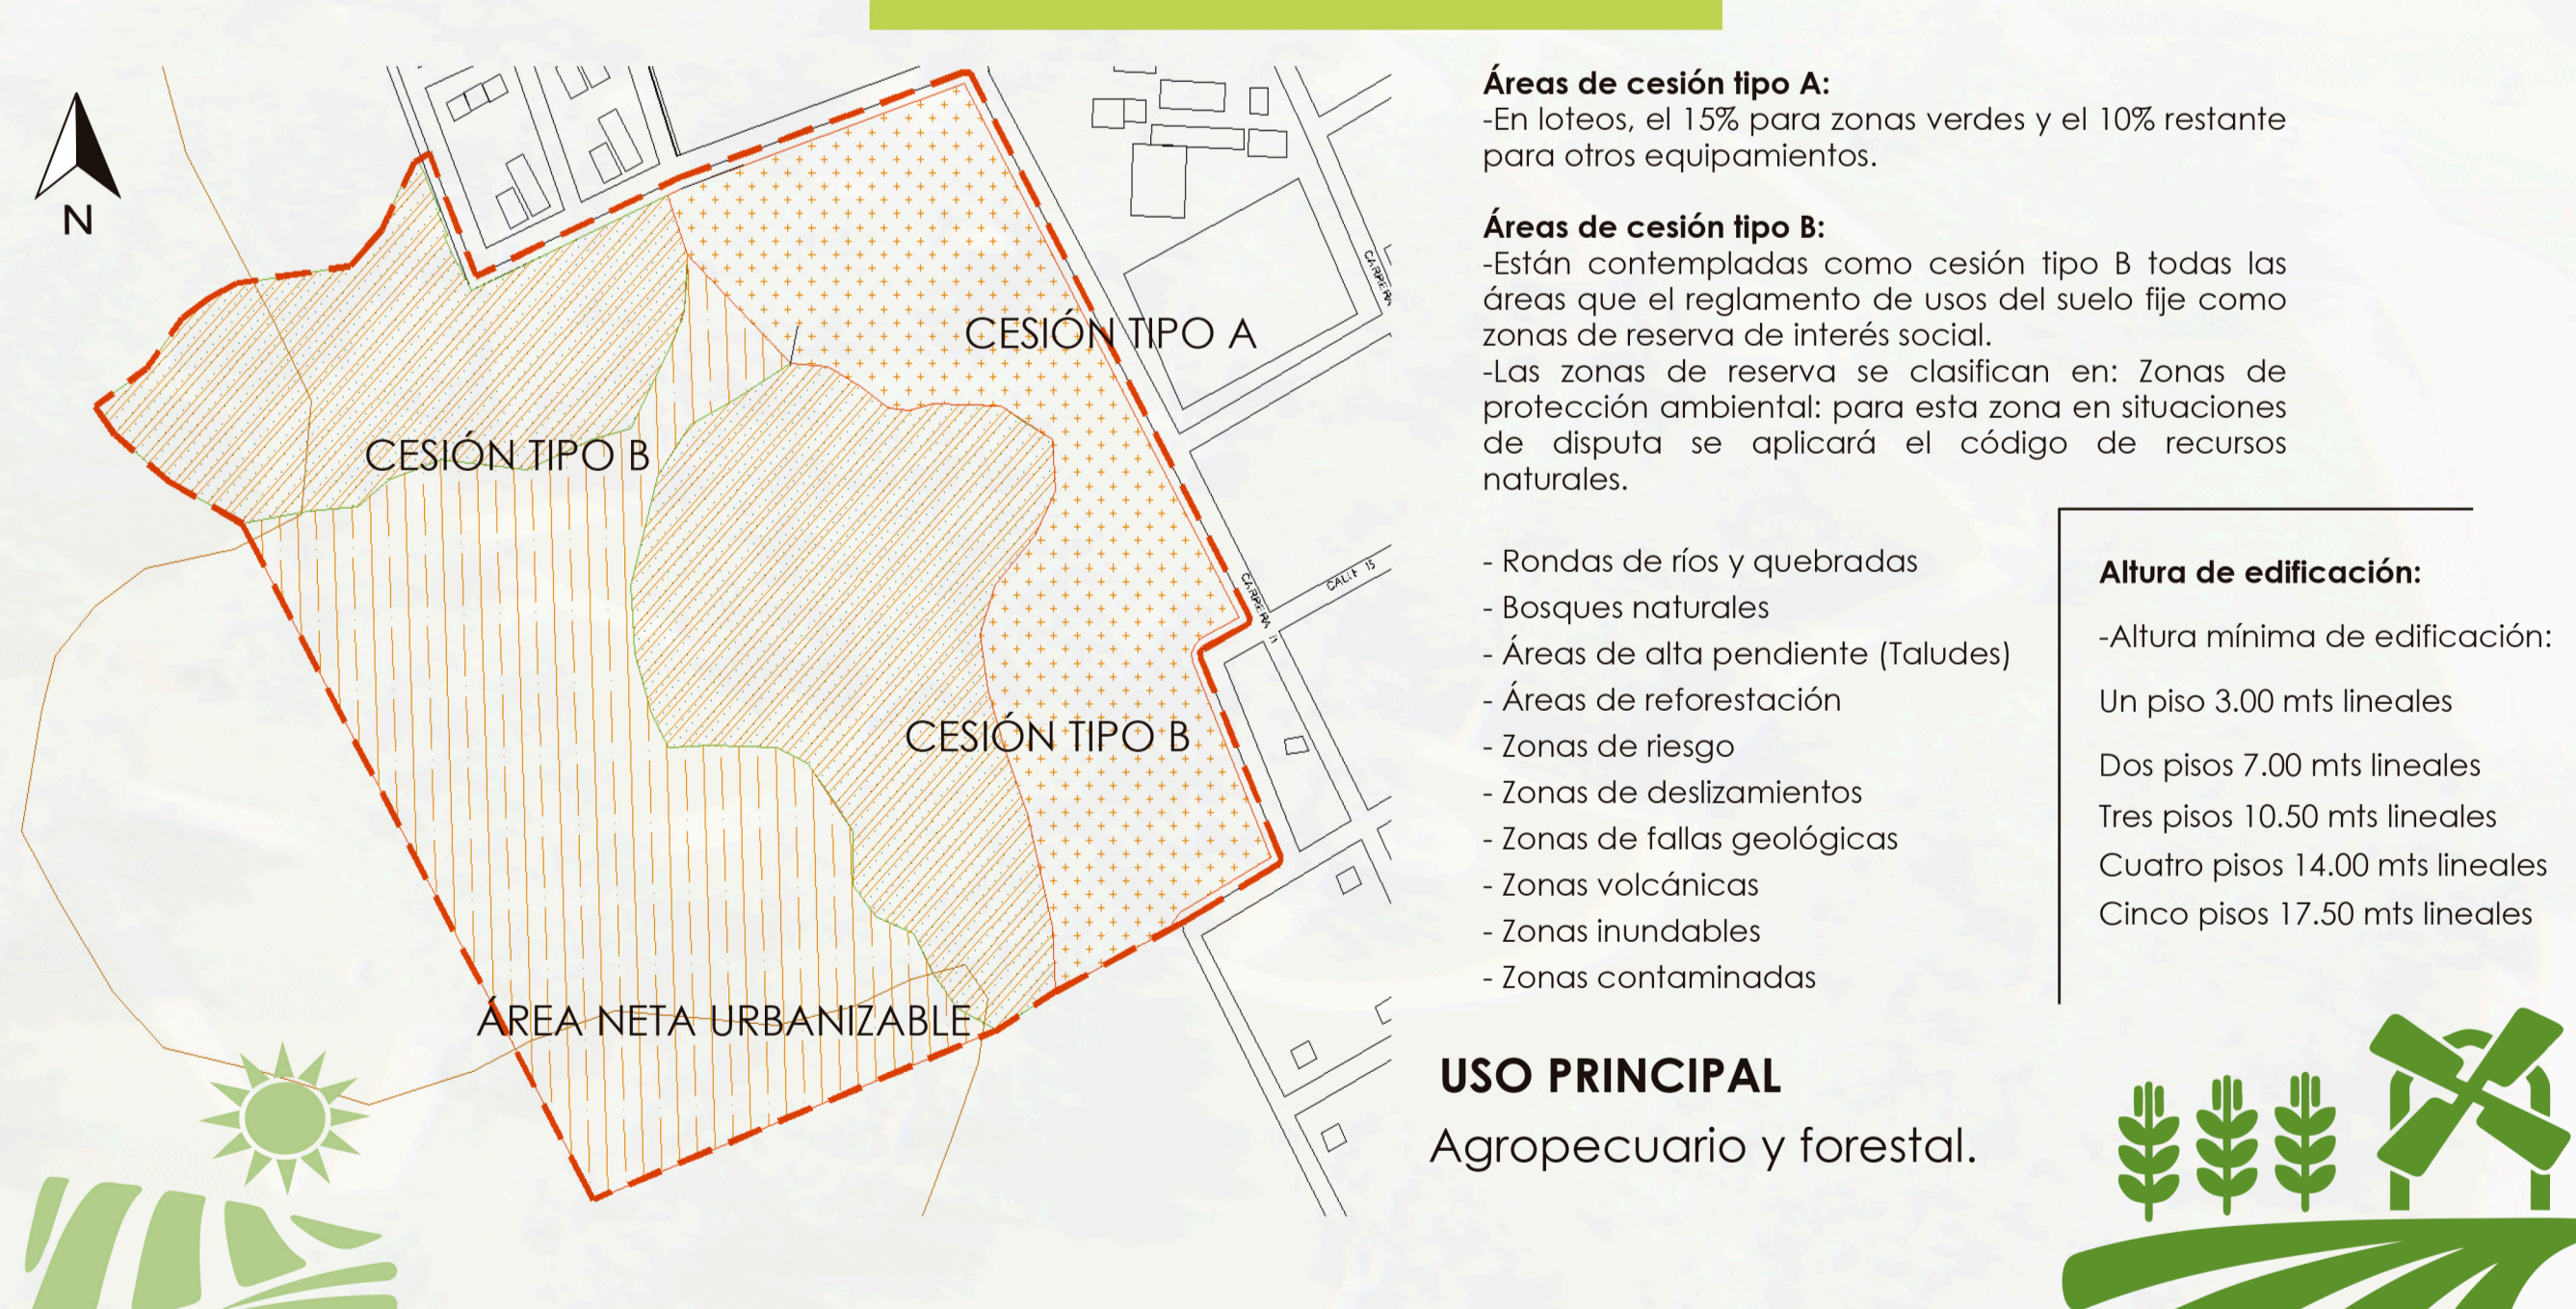 N
CESIÓN TIPO A
CESIÓN TIPO B
CESIÓN TIPO B
ÁREA NETA URBANIZABLE
CARRERA
CARRERA
Áreas de cesión tipo A:
-En loteos, el 15% para zonas verdes y el 10% restante
para otros equipamientos.
Áreas de cesión tipo B:
-Están contempladas como cesión tipo B todas las
áreas que el reglamento de usos del suelo fije como
zonas de reserva de interés social.
-Las zonas de reserva se clasifican en: Zonas de
protección ambiental: para esta zona en situaciones
de disputa se aplicará el código de recursos
naturales.
- Rondas de ríos y quebradas
- Bosques naturales
- Áreas de alta pendiente (Taludes)
- Áreas de reforestación
- Zonas de riesgo
- Zonas de deslizamientos
- Zonas de fallas geológicas
- Zonas volcánicas
- Zonas inundables
- Zonas contaminadas
Altura de edificación:
-Altura mínima de edificación:
Un piso 3.00 mts lineales
Dos pisos 7.00 mts lineales
Tres pisos 10.50 mts lineales
Cuatro pisos 14.00 mts lineales
Cinco pisos 17.50 mts lineales
USO PRINCIPAL
Agropecuario y forestal.